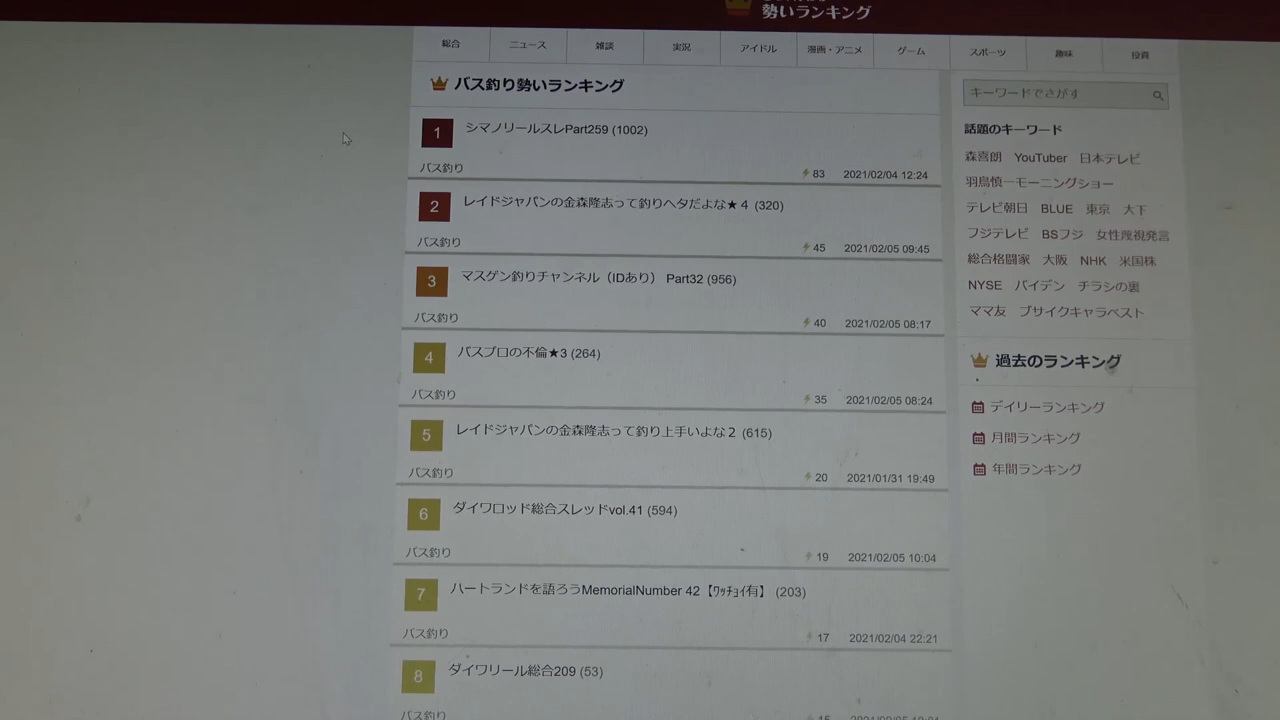 勢いランキング
総合 ニュース 雑談 実況 アイドル 漫画・アニメ ゲーム スポーツ 趣味 投資
バス釣り勢いランキング
1 シマノリールスレPart259 (1002)
バス釣り 83 2021/02/04 12:24
2 レイドジャパンの金森隆志って釣りヘタだよな★４ (320)
バス釣り 45 2021/02/05 09:45
3 マスゲン釣りチャンネル（IDあり） Part32 (956)
バス釣り 40 2021/02/05 08:17
4 バスプロの不倫★3 (264)
バス釣り 35 2021/02/05 08:24
5 レイドジャパンの金森隆志って釣り上手いよな２ (615)
バス釣り 20 2021/01/31 19:49
6 ダイワロッド総合スレッドvol.41 (594)
バス釣り 19 2021/02/05 10:04
7 ハートランドを語ろうMemorialNumber 42【ﾜｯﾁｮｲ有】 (203)
バス釣り 17 2021/02/04 22:21
8 ダイワリール総合209 (53)
バス釣り
キーワードでさがす
話題のキーワード
森喜朗 YouTuber 日本テレビ
羽鳥慎一モーニングショー
テレビ朝日 BLUE 東京 大下
フジテレビ BSフジ 女性蔑視発言
総合格闘家 大阪 NHK 米国株
NYSE バイデン チラシの裏
ママ友 ブサイクキャラベスト
過去のランキング
デイリーランキング
月間ランキング
年間ランキング